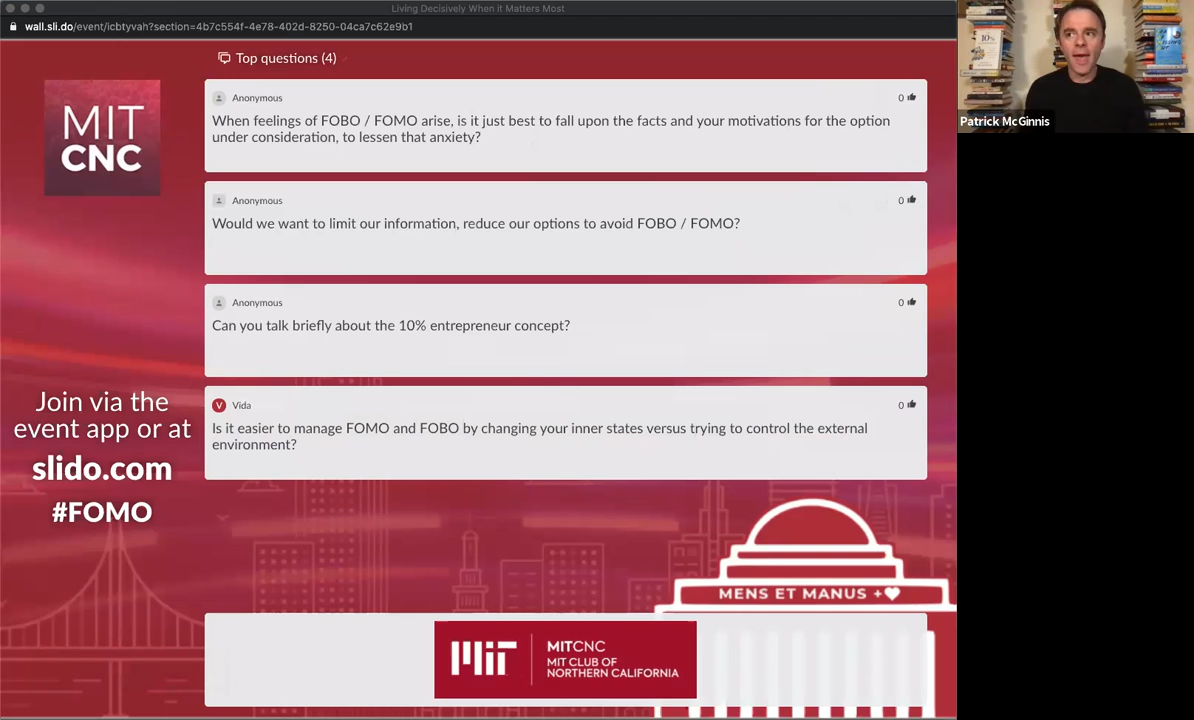 Living Decisively When it Matters Most
wall.sli.do/event/icbtyvah?section=4b7c554f-4e78-402d-8250-04ca7c62e9b1
Top questions (4)
MIT
CNC
Anonymous
0
When feelings of FOBO / FOMO arise, is it just best to fall upon the facts and your motivations for the option
under consideration, to lessen that anxiety?
Anonymous
0
Would we want to limit our information, reduce our options to avoid FOBO / FOMO?
Anonymous
0
Can you talk briefly about the 10% entrepreneur concept?
V
Vida
0
Is it easier to manage FOMO and FOBO by changing your inner states versus trying to control the external
environment?
Join via the
event app or at
slido.com
#FOMO
MENS ET MANUS +
MIT
MITCNC
MIT CLUB OF
NORTHERN CALIFORNIA
10%
Patrick McGinnis